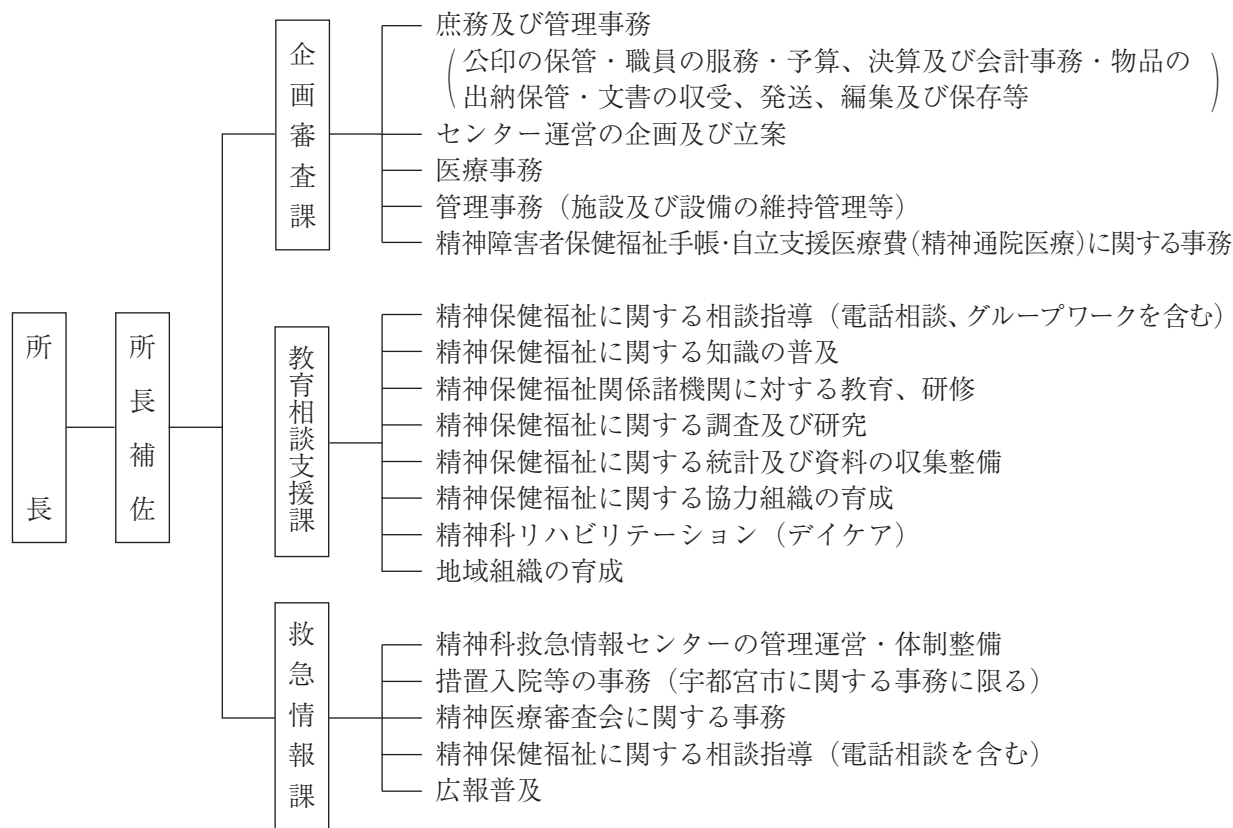 所長
所長補佐
企画審査課
庶務及び管理事務
(公印の保管・職員の服務・予算、決算及び会計事務・物品の
出納保管・文書の収受、発送、編集及び保存等)
センター運営の企画及び立案
医療事務
管理事務（施設及び設備の維持管理等）
精神障害者保健福祉手帳･自立支援医療費(精神通院医療)に関する事務
教育相談支援課
精神保健福祉に関する相談指導（電話相談、グループワークを含む）
精神保健福祉に関する知識の普及
精神保健福祉関係諸機関に対する教育、研修
精神保健福祉に関する調査及び研究
精神保健福祉に関する統計及び資料の収集整備
精神保健福祉に関する協力組織の育成
精神科リハビリテーション（デイケア）
地域組織の育成
救急情報課
精神科救急情報センターの管理運営・体制整備
措置入院等の事務（宇都宮市に関する事務に限る）
精神医療審査会に関する事務
精神保健福祉に関する相談指導（電話相談を含む）
広報普及